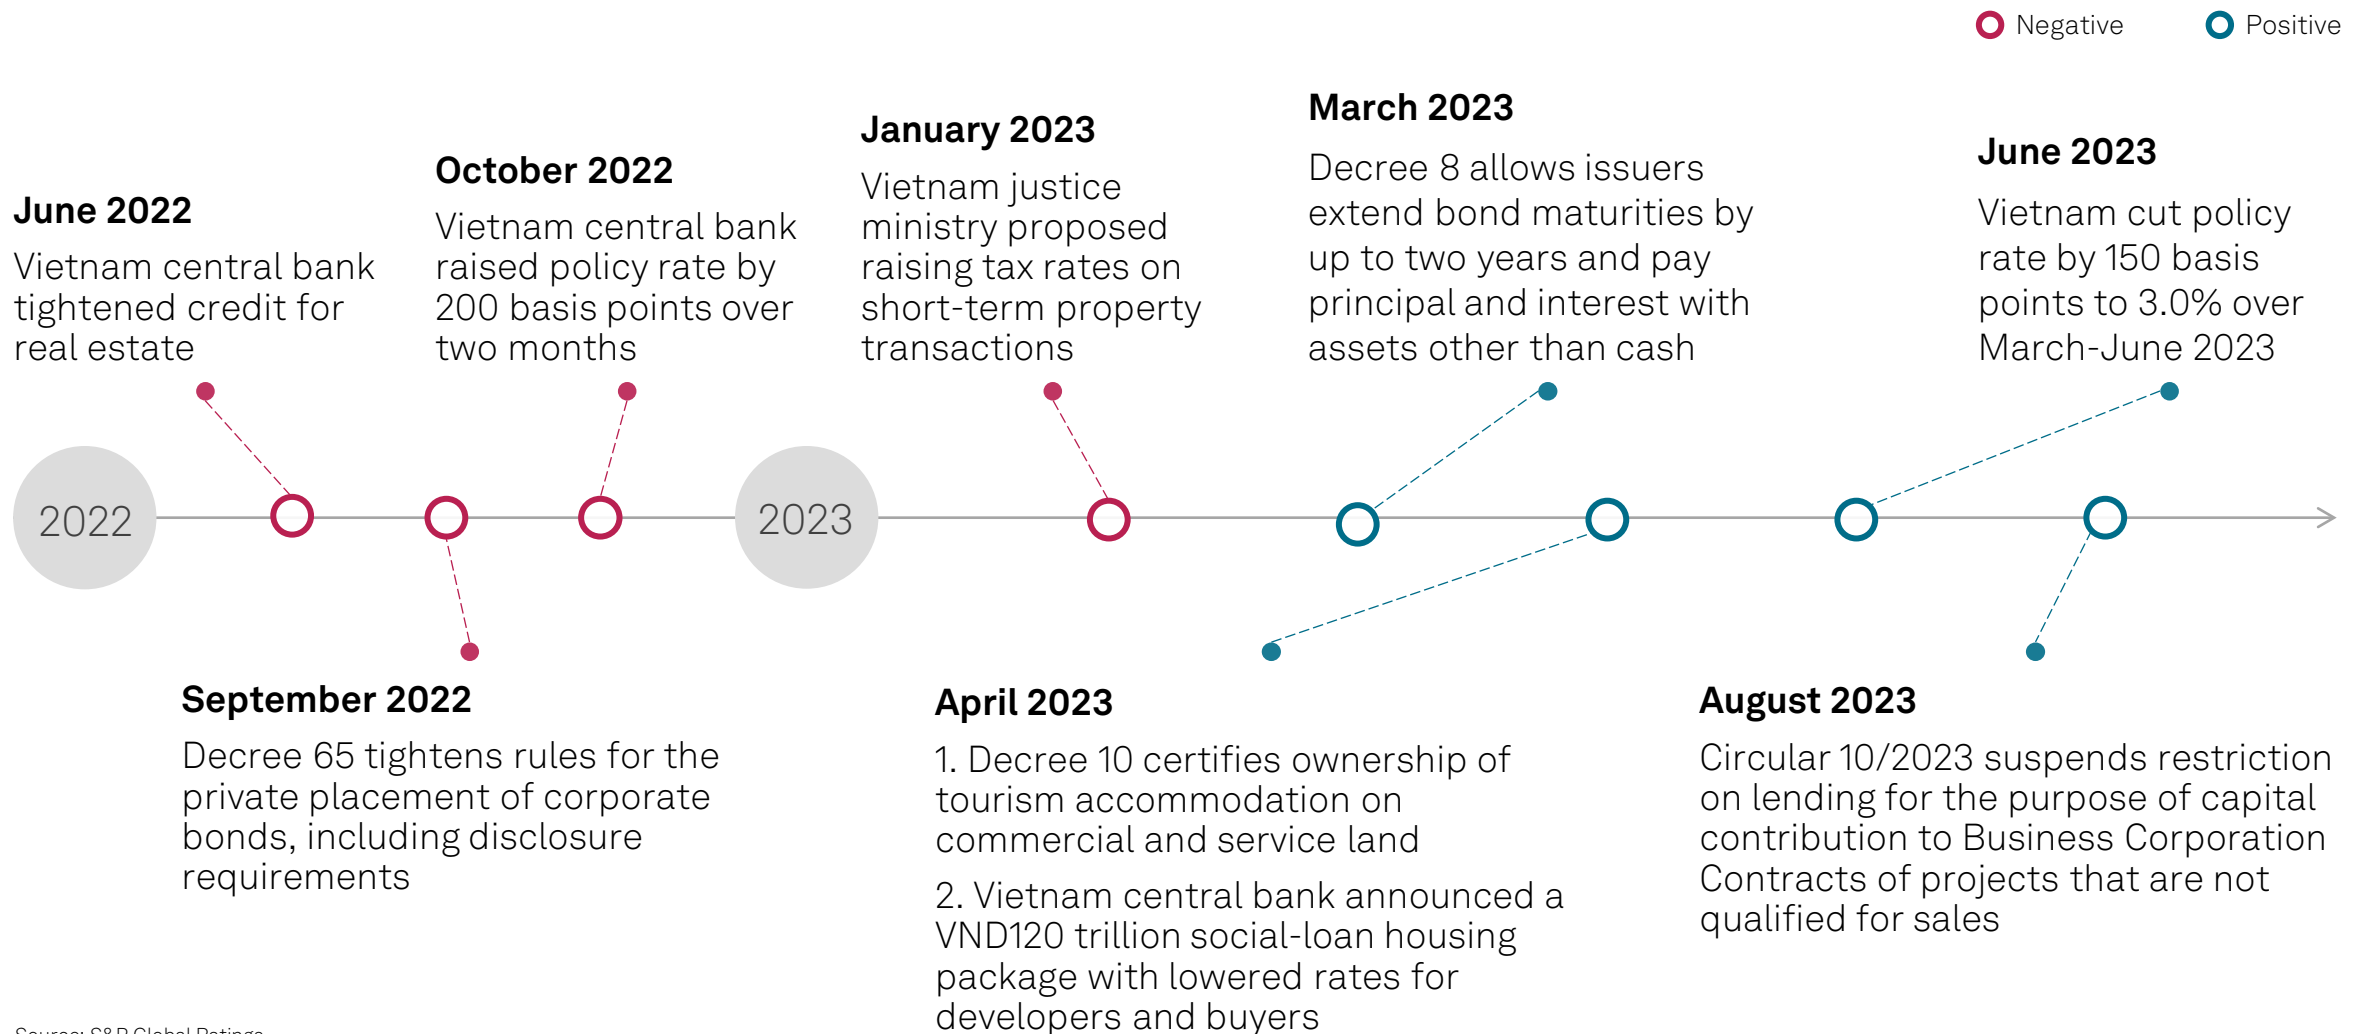 Negative
Positive
June 2022
Vietnam central bank
tightened credit for
real estate
October 2022
Vietnam central bank
raised policy rate by
200 basis points over
two months
January 2023
Vietnam justice
ministry proposed
raising tax rates on
short-term property
transactions
March 2023
Decree 8 allows issuers
extend bond maturities by
up to two years and pay
principal and interest with
assets other than cash
June 2023
Vietnam cut policy
rate by 150 basis
points to 3.0% over
March-June 2023
2022
2023
September 2022
Decree 65 tightens rules for the
private placement of corporate
bonds, including disclosure
requirements
April 2023
1. Decree 10 certifies ownership of
tourism accommodation on
commercial and service land
2. Vietnam central bank announced a
VND120 trillion social-loan housing
package with lowered rates for
developers and buyers
August 2023
Circular 10/2023 suspends restriction
on lending for the purpose of capital
contribution to Business Corporation
Contracts of projects that are not
qualified for sales
Source: S&P Global Ratings